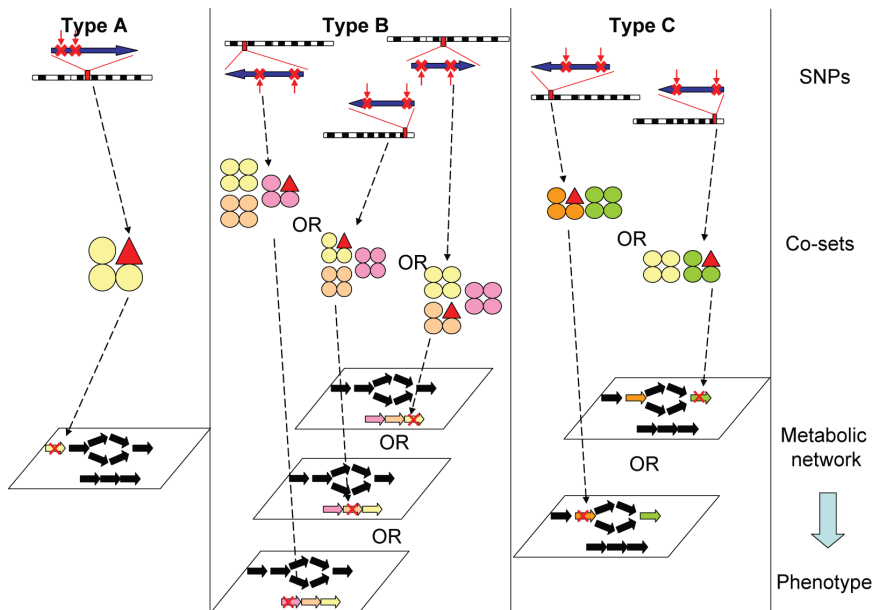 Type A
Type B
Type C
SNPs
OR
OR
OR
Co-sets
OR
OR
OR
Metabolic
network
Phenotype